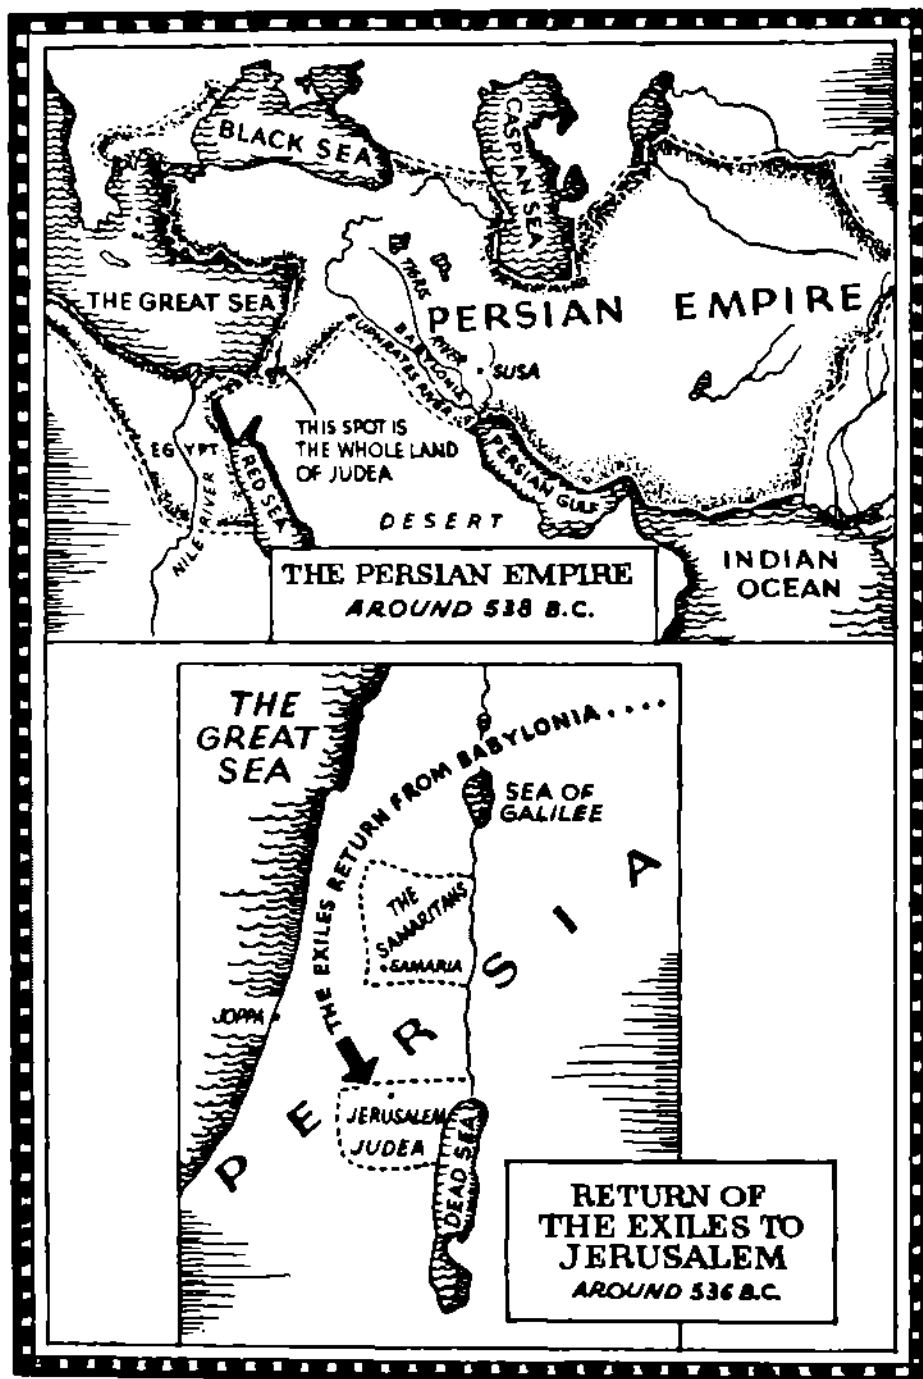 BLACK SEA
CASPIAN SEA
THE GREAT SEA
TIGRIS
RIVER
BABYLONIA
EUPHRATES RIVER
PERSIAN EMPIRE
SUSA
THIS SPOT IS
THE WHOLE LAND
OF JUDEA
EGYPT
RED SEA
NILE RIVER
PERSIAN GULF
DESERT
INDIAN
OCEAN
THE PERSIAN EMPIRE
AROUND 538 B.C.
THE
GREAT
SEA
THE EXILES RETURN FROM BABYLONIA....
SEA OF
GALILEE
THE
SAMARITANS
SAMARIA
JOPPA
PERSIA
JERUSALEM
JUDEA
DEAD SEA
RETURN OF
THE EXILES TO
JERUSALEM
AROUND 536 B.C.